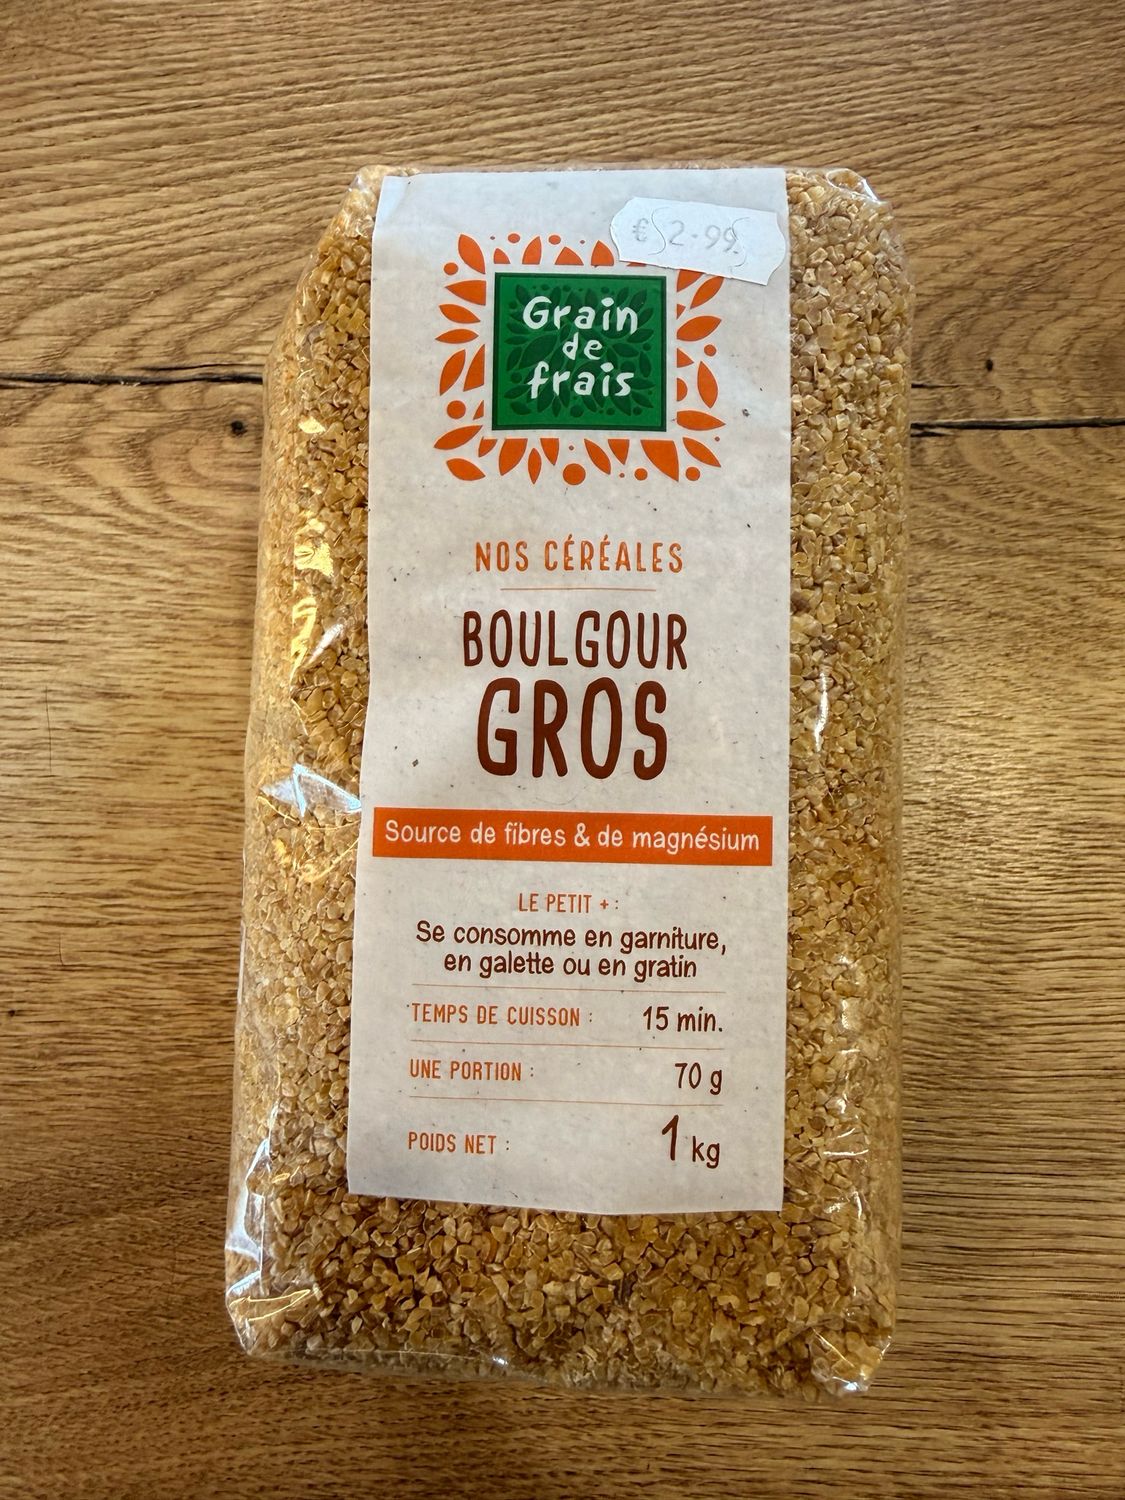 € 2.99
Grain
de
frais
NOS CÉRÉALES
BOULGOUR
GROS
Source de fibres & de magnésium
LE PETIT + :
Se consomme en garniture,
en galette ou en gratin
TEMPS DE CUISSON : 15 min.
UNE PORTION : 70 g
POIDS NET : 1 kg